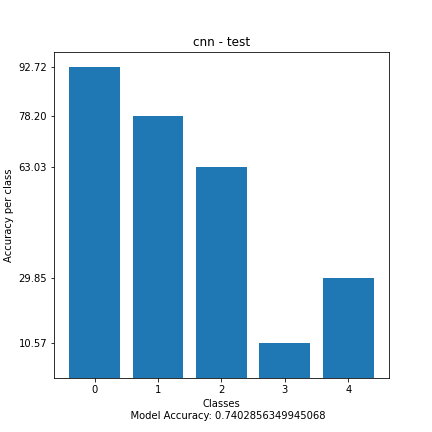 cnn - test
92.72
78.20
63.03
29.85
10.57
Accuracy per class
0 1 2 3 4
Classes
Model Accuracy: 0.7402856349945068